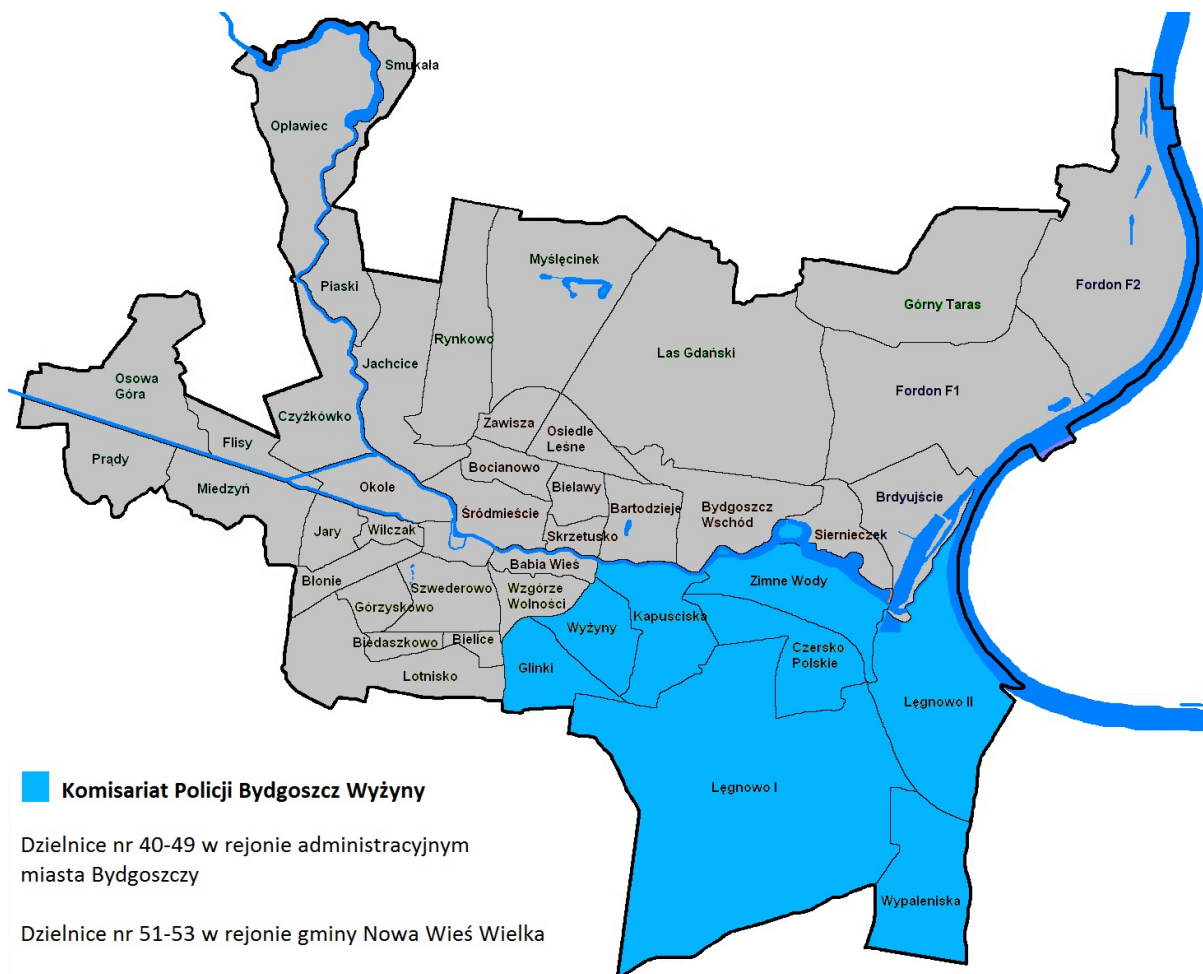 Smukała
Opławiec
Piaski
Myślęcinek
Górny Taras
Fordon F2
Rynkowo
Las Gdański
Jachcice
Fordon F1
Osowa
Góra
Czyżkówko
Zawisza
Osiedle
Leśne
Flisy
Prądy
Miedzyń
Bocianowo
Okole
Bielawy
Bartodzieje
Bydgoszcz
Wschód
Brdyujście
Śródmieście
Jary
Wilczak
Skrzetusko
Siernieczek
Babia Wieś
Błonie
Szwederowo
Wzgórze
Wolności
Zimne Wody
Górzyskowo
Kapuściska
Wyżyny
Biedaszkowo
Bielice
Czersko
Polskie
Glinki
Lotnisko
Łęgnowo II
Łęgnowo I
Wypaleniska
Komisariat Policji Bydgoszcz Wyżyny
Dzielnice nr 40-49 w rejonie administracyjnym
miasta Bydgoszczy
Dzielnice nr 51-53 w rejonie gminy Nowa Wieś Wielka